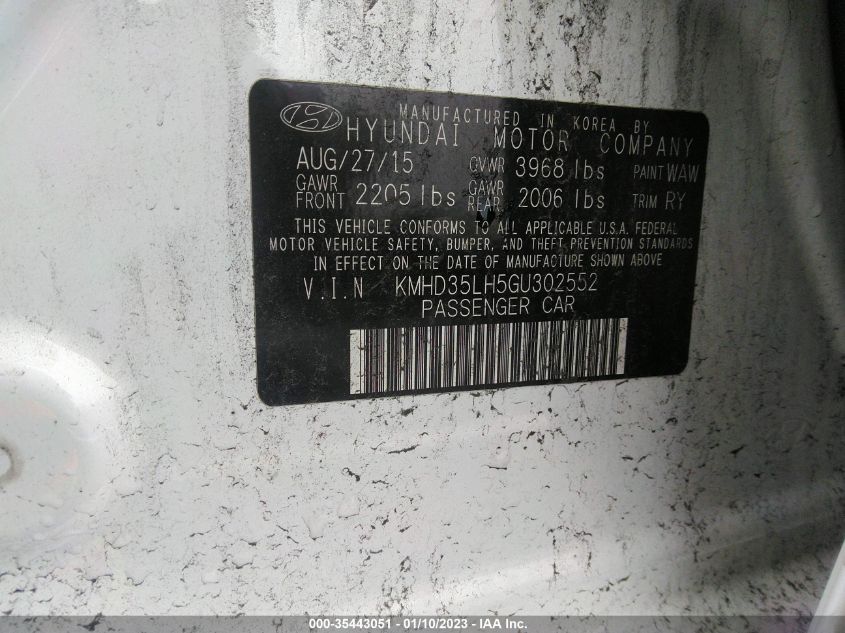 MANUFACTURED IN KOREA BY
HYUNDAI MOTOR COMPANY
AUG/27/15 GVWR 3968 lbs PAINT WAW
GAWR FRONT 2205 lbs GAWR REAR 2006 lbs TRIM RY
THIS VEHICLE CONFORMS TO ALL APPLICABLE U.S.A. FEDERAL
MOTOR VEHICLE SAFETY, BUMPER, AND THEFT PREVENTION STANDARDS
IN EFFECT ON THE DATE OF MANUFACTURE SHOWN ABOVE
V.I.N KMHD35LH5GU302552
PASSENGER CAR
000-35443051 - 01/10/2023 - IAA Inc.